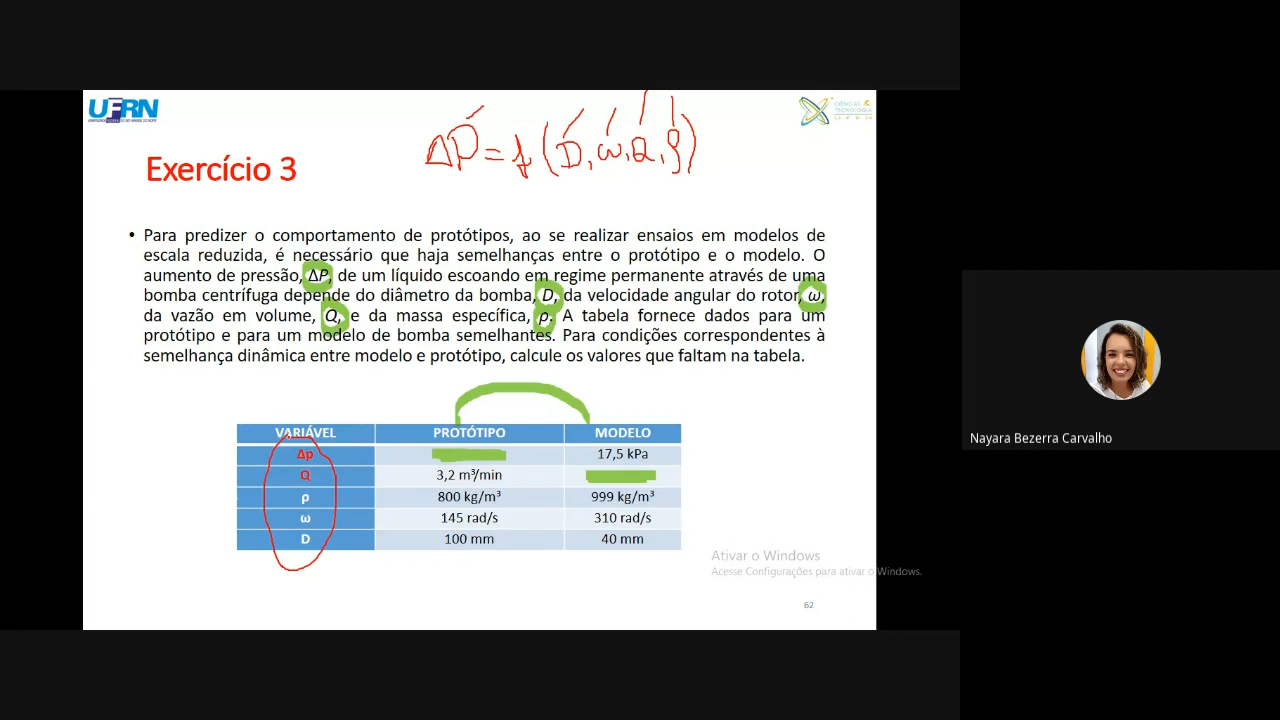 UFRN
CIÊNCIAS &
TECNOLOGIA
UFRN
ΔP = f (D, ω, Q, ρ)
Exercício 3
• Para predizer o comportamento de protótipos, ao se realizar ensaios em modelos de
escala reduzida, é necessário que haja semelhanças entre o protótipo e o modelo. O
aumento de pressão, ΔP, de um líquido escoando em regime permanente através de uma
bomba centrífuga depende do diâmetro da bomba, D, da velocidade angular do rotor, ω,
da vazão em volume, Q, e da massa específica, ρ. A tabela fornece dados para um
protótipo e para um modelo de bomba semelhantes. Para condições correspondentes à
semelhança dinâmica entre modelo e protótipo, calcule os valores que faltam na tabela.
VARIÁVEL PROTÓTIPO MODELO
Δp 17,5 kPa
Q 3,2 m³/min
ρ 800 kg/m³ 999 kg/m³
ω 145 rad/s 310 rad/s
D 100 mm 40 mm
Ativar o Windows
Acesse Configurações para ativar o Windows.
62
Nayara Bezerra Carvalho